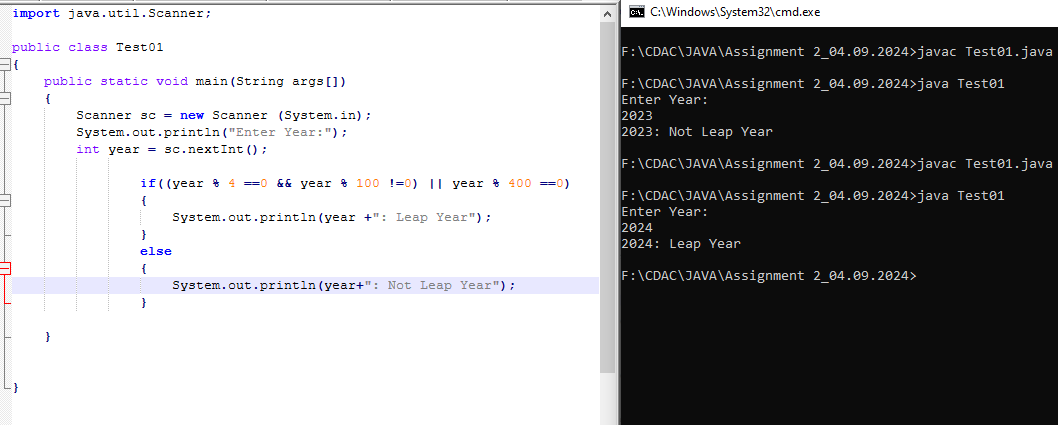 import java.util.Scanner;
public class Test01
{
public static void main(String args[])
{
Scanner sc = new Scanner (System.in);
System.out.println("Enter Year:");
int year = sc.nextInt();
if((year % 4 ==0 && year % 100 !=0) || year % 400 ==0)
{
System.out.println(year +": Leap Year");
}
else
{
System.out.println(year+": Not Leap Year");
}
}
}
C:\Windows\System32\cmd.exe
F:\CDAC\JAVA\Assignment 2_04.09.2024>javac Test01.java
F:\CDAC\JAVA\Assignment 2_04.09.2024>java Test01
Enter Year:
2023
2023: Not Leap Year
F:\CDAC\JAVA\Assignment 2_04.09.2024>javac Test01.java
F:\CDAC\JAVA\Assignment 2_04.09.2024>java Test01
Enter Year:
2024
2024: Leap Year
F:\CDAC\JAVA\Assignment 2_04.09.2024>